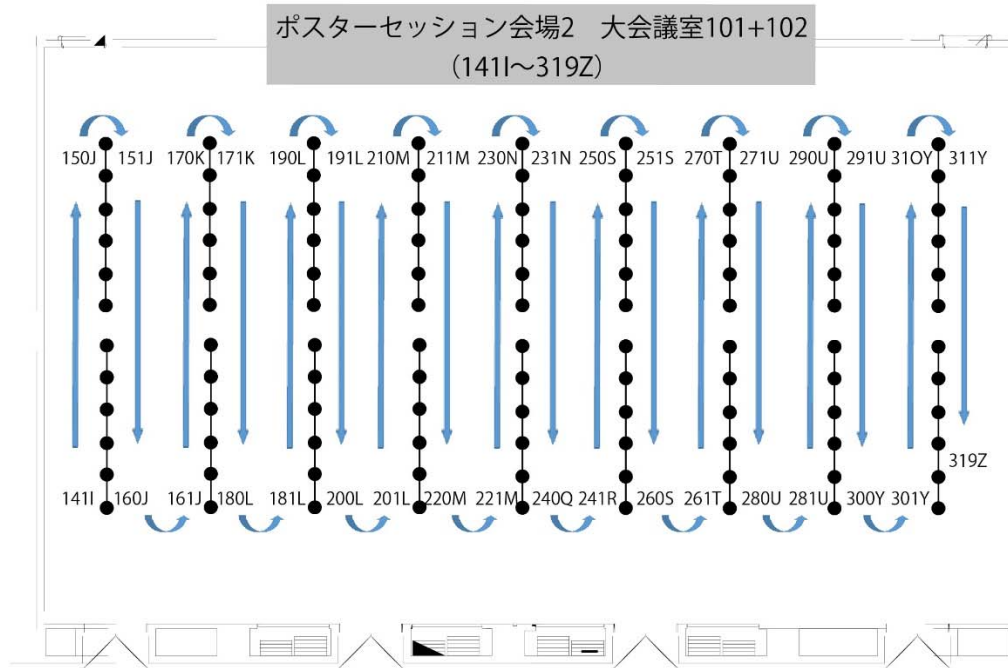 ポスターセッション会場2　大会議室101+102
（141I～319Z）
150J 151J 170K 171K 190L 191L 210M 211M 230N 231N 250S 251S 270T 271U 290U 291U 31OY 311Y
319Z
141I 160J 161J 180L 181L 200L 201L 220M 221M 240Q 241R 260S 261T 280U 281U 300Y 301Y